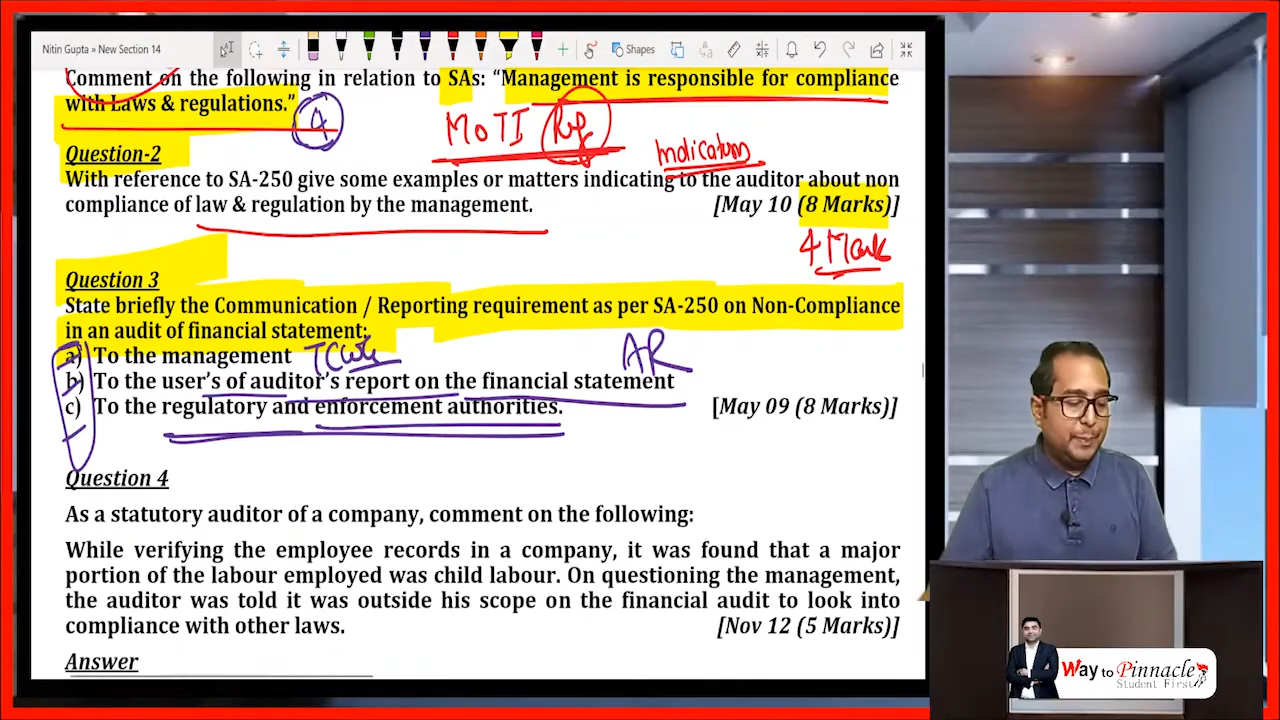 Nitin Gupta » New Section 14
Shapes
Comment on the following in relation to SAs: “Management is responsible for compliance
with Laws & regulations.”
4
MoTI
Indicators
Question-2
With reference to SA-250 give some examples or matters indicating to the auditor about non
compliance of law & regulation by the management. [May 10 (8 Marks)]
4 Mark
Question 3
State briefly the Communication / Reporting requirement as per SA-250 on Non-Compliance
in an audit of financial statement:
a) To the management TCWG
AR
b) To the user’s of auditor’s report on the financial statement
c) To the regulatory and enforcement authorities. [May 09 (8 Marks)]
Question 4
As a statutory auditor of a company, comment on the following:
While verifying the employee records in a company, it was found that a major
portion of the labour employed was child labour. On questioning the management,
the auditor was told it was outside his scope on the financial audit to look into
compliance with other laws. [Nov 12 (5 Marks)]
Answer
Way to Pinnacle
Student First